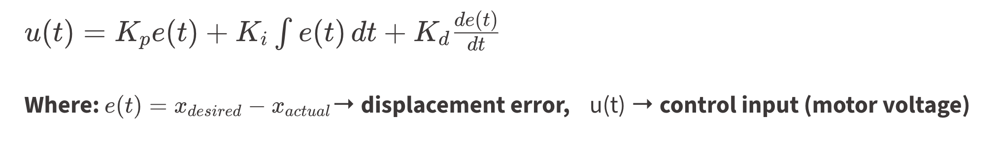 u(t) = K_p e(t) + K_i ∫ e(t) dt + K_d de(t)/dt
Where: e(t) = x_desired − x_actual → displacement error, u(t) → control input (motor voltage)